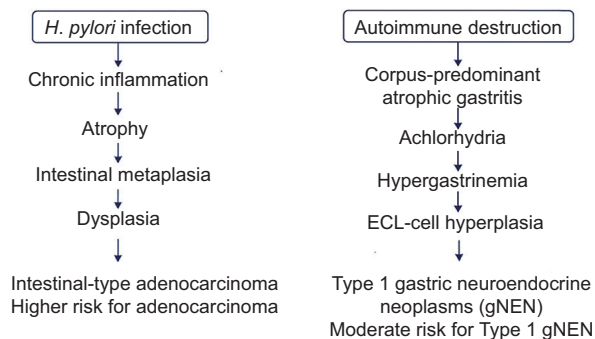 H. pylori infection
Chronic inflammation
Atrophy
Intestinal metaplasia
Dysplasia
Intestinal-type adenocarcinoma
Higher risk for adenocarcinoma
Autoimmune destruction
Corpus-predominant
atrophic gastritis
Achlorhydria
Hypergastrinemia
ECL-cell hyperplasia
Type 1 gastric neuroendocrine
neoplasms (gNEN)
Moderate risk for Type 1 gNEN